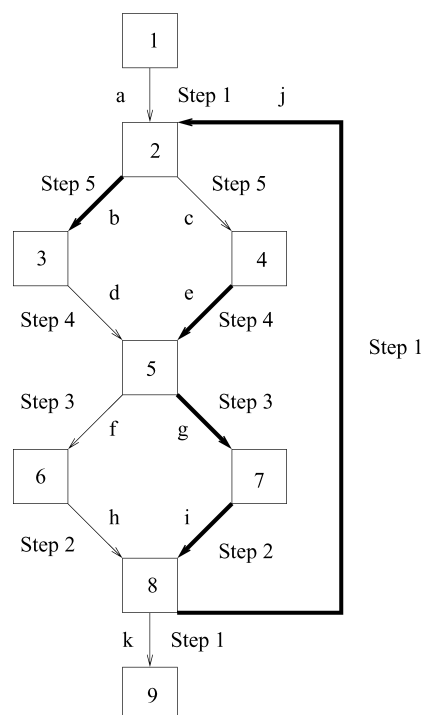 1
a Step 1 j
2
Step 5 Step 5
b c
3 4
d e
Step 4 Step 4
Step 1
5
Step 3 Step 3
f g
6 7
h i
Step 2 Step 2
8
k Step 1
9